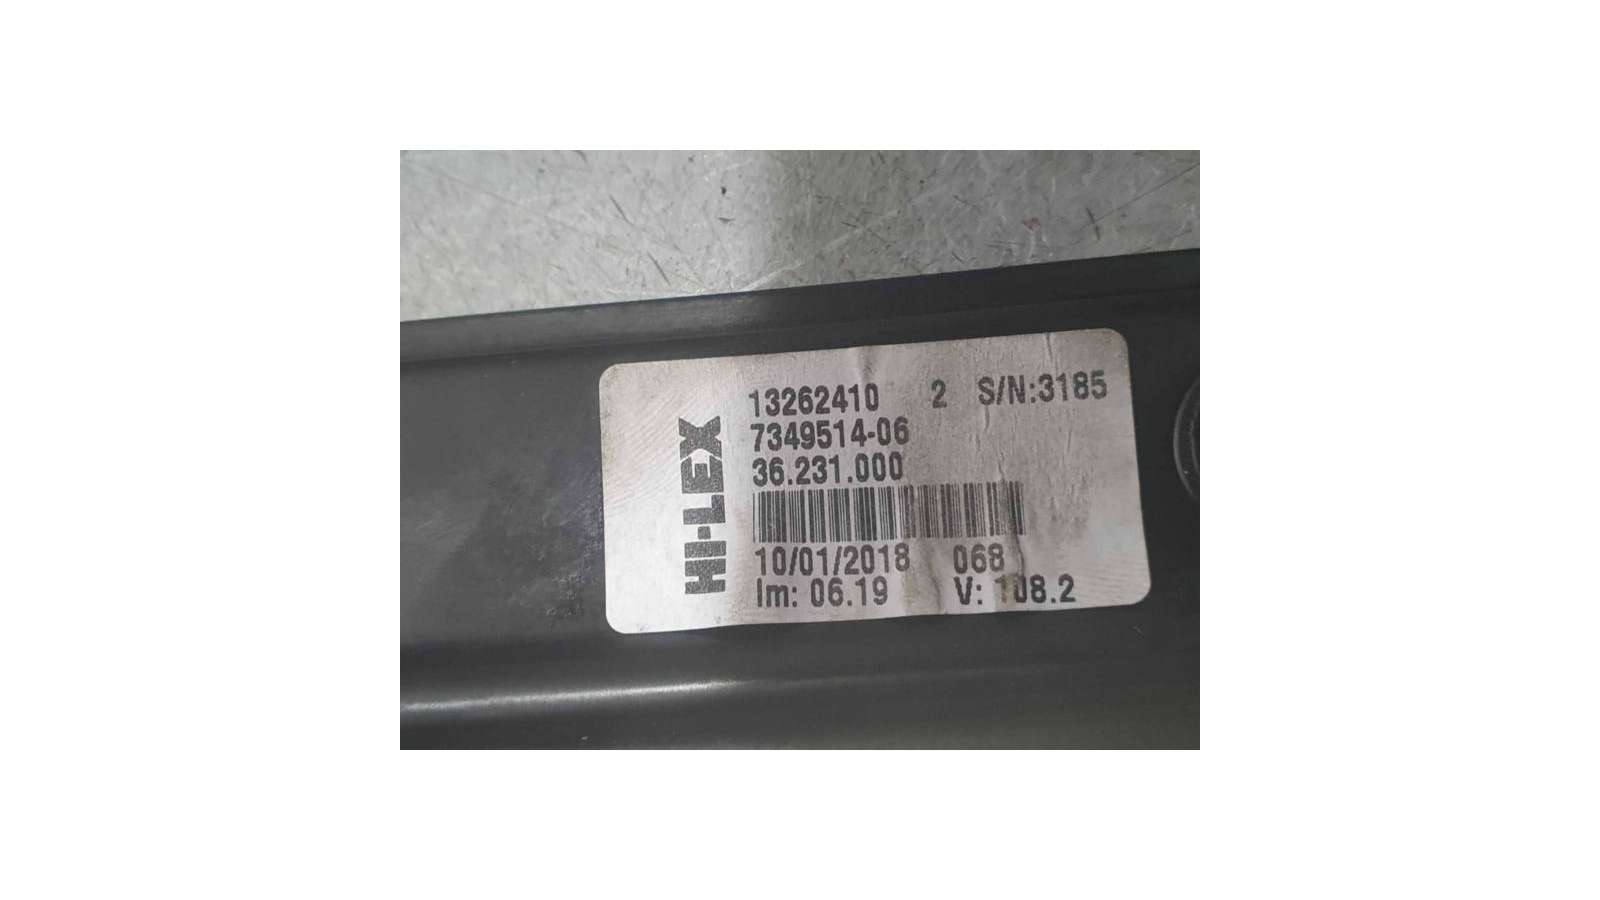 HI-LEX
13262410 2 S/N:3185
7349514-06
36.231.000
10/01/2018 068
Im: 06.19 V: 108.2